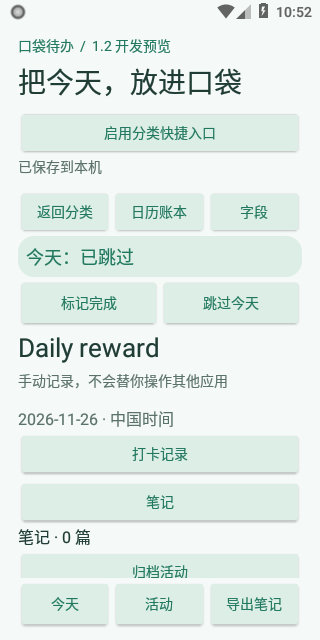 10:52
口袋待办 / 1.2 开发预览
把今天，放进口袋
启用分类快捷入口
已保存到本机
返回分类 日历账本 字段
今天：已跳过
标记完成 跳过今天
Daily reward
手动记录，不会替你操作其他应用
2026-11-26 · 中国时间
打卡记录
笔记
笔记 · 0 篇
归档活动
今天 活动 导出笔记